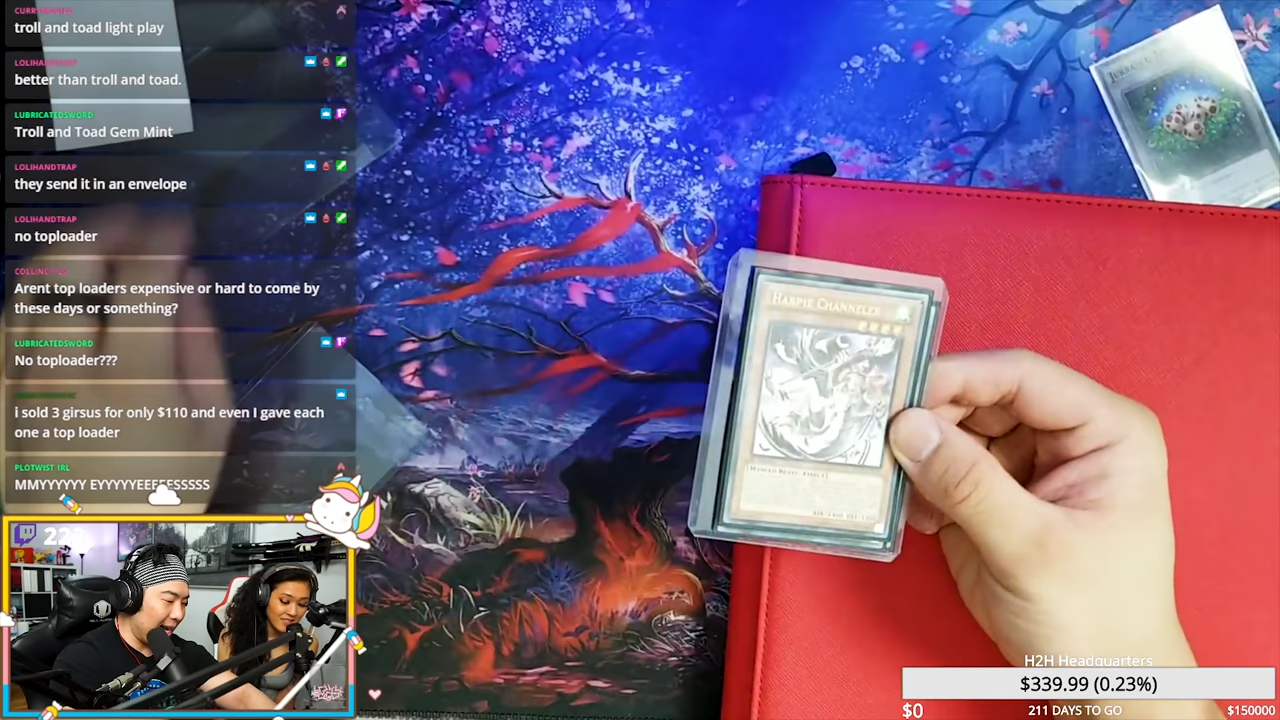 troll and toad light play
better than troll and toad.
LUBRICATEDSWORD
Troll and Toad Gem Mint
LOLIHANDTRAP
they send it in an envelope
LOLIHANDTRAP
no toploader
Arent top loaders expensive or hard to come by
these days or something?
LUBRICATEDSWORD
No toploader???
i sold 3 girsus for only $110 and even I gave each
one a top loader
PLOTWIST IRL
HARPIE CHANNELER
[WINGED BEAST / EFFECT]
H2H Headquarters
$339.99 (0.23%)
$0
211 DAYS TO GO
$150000